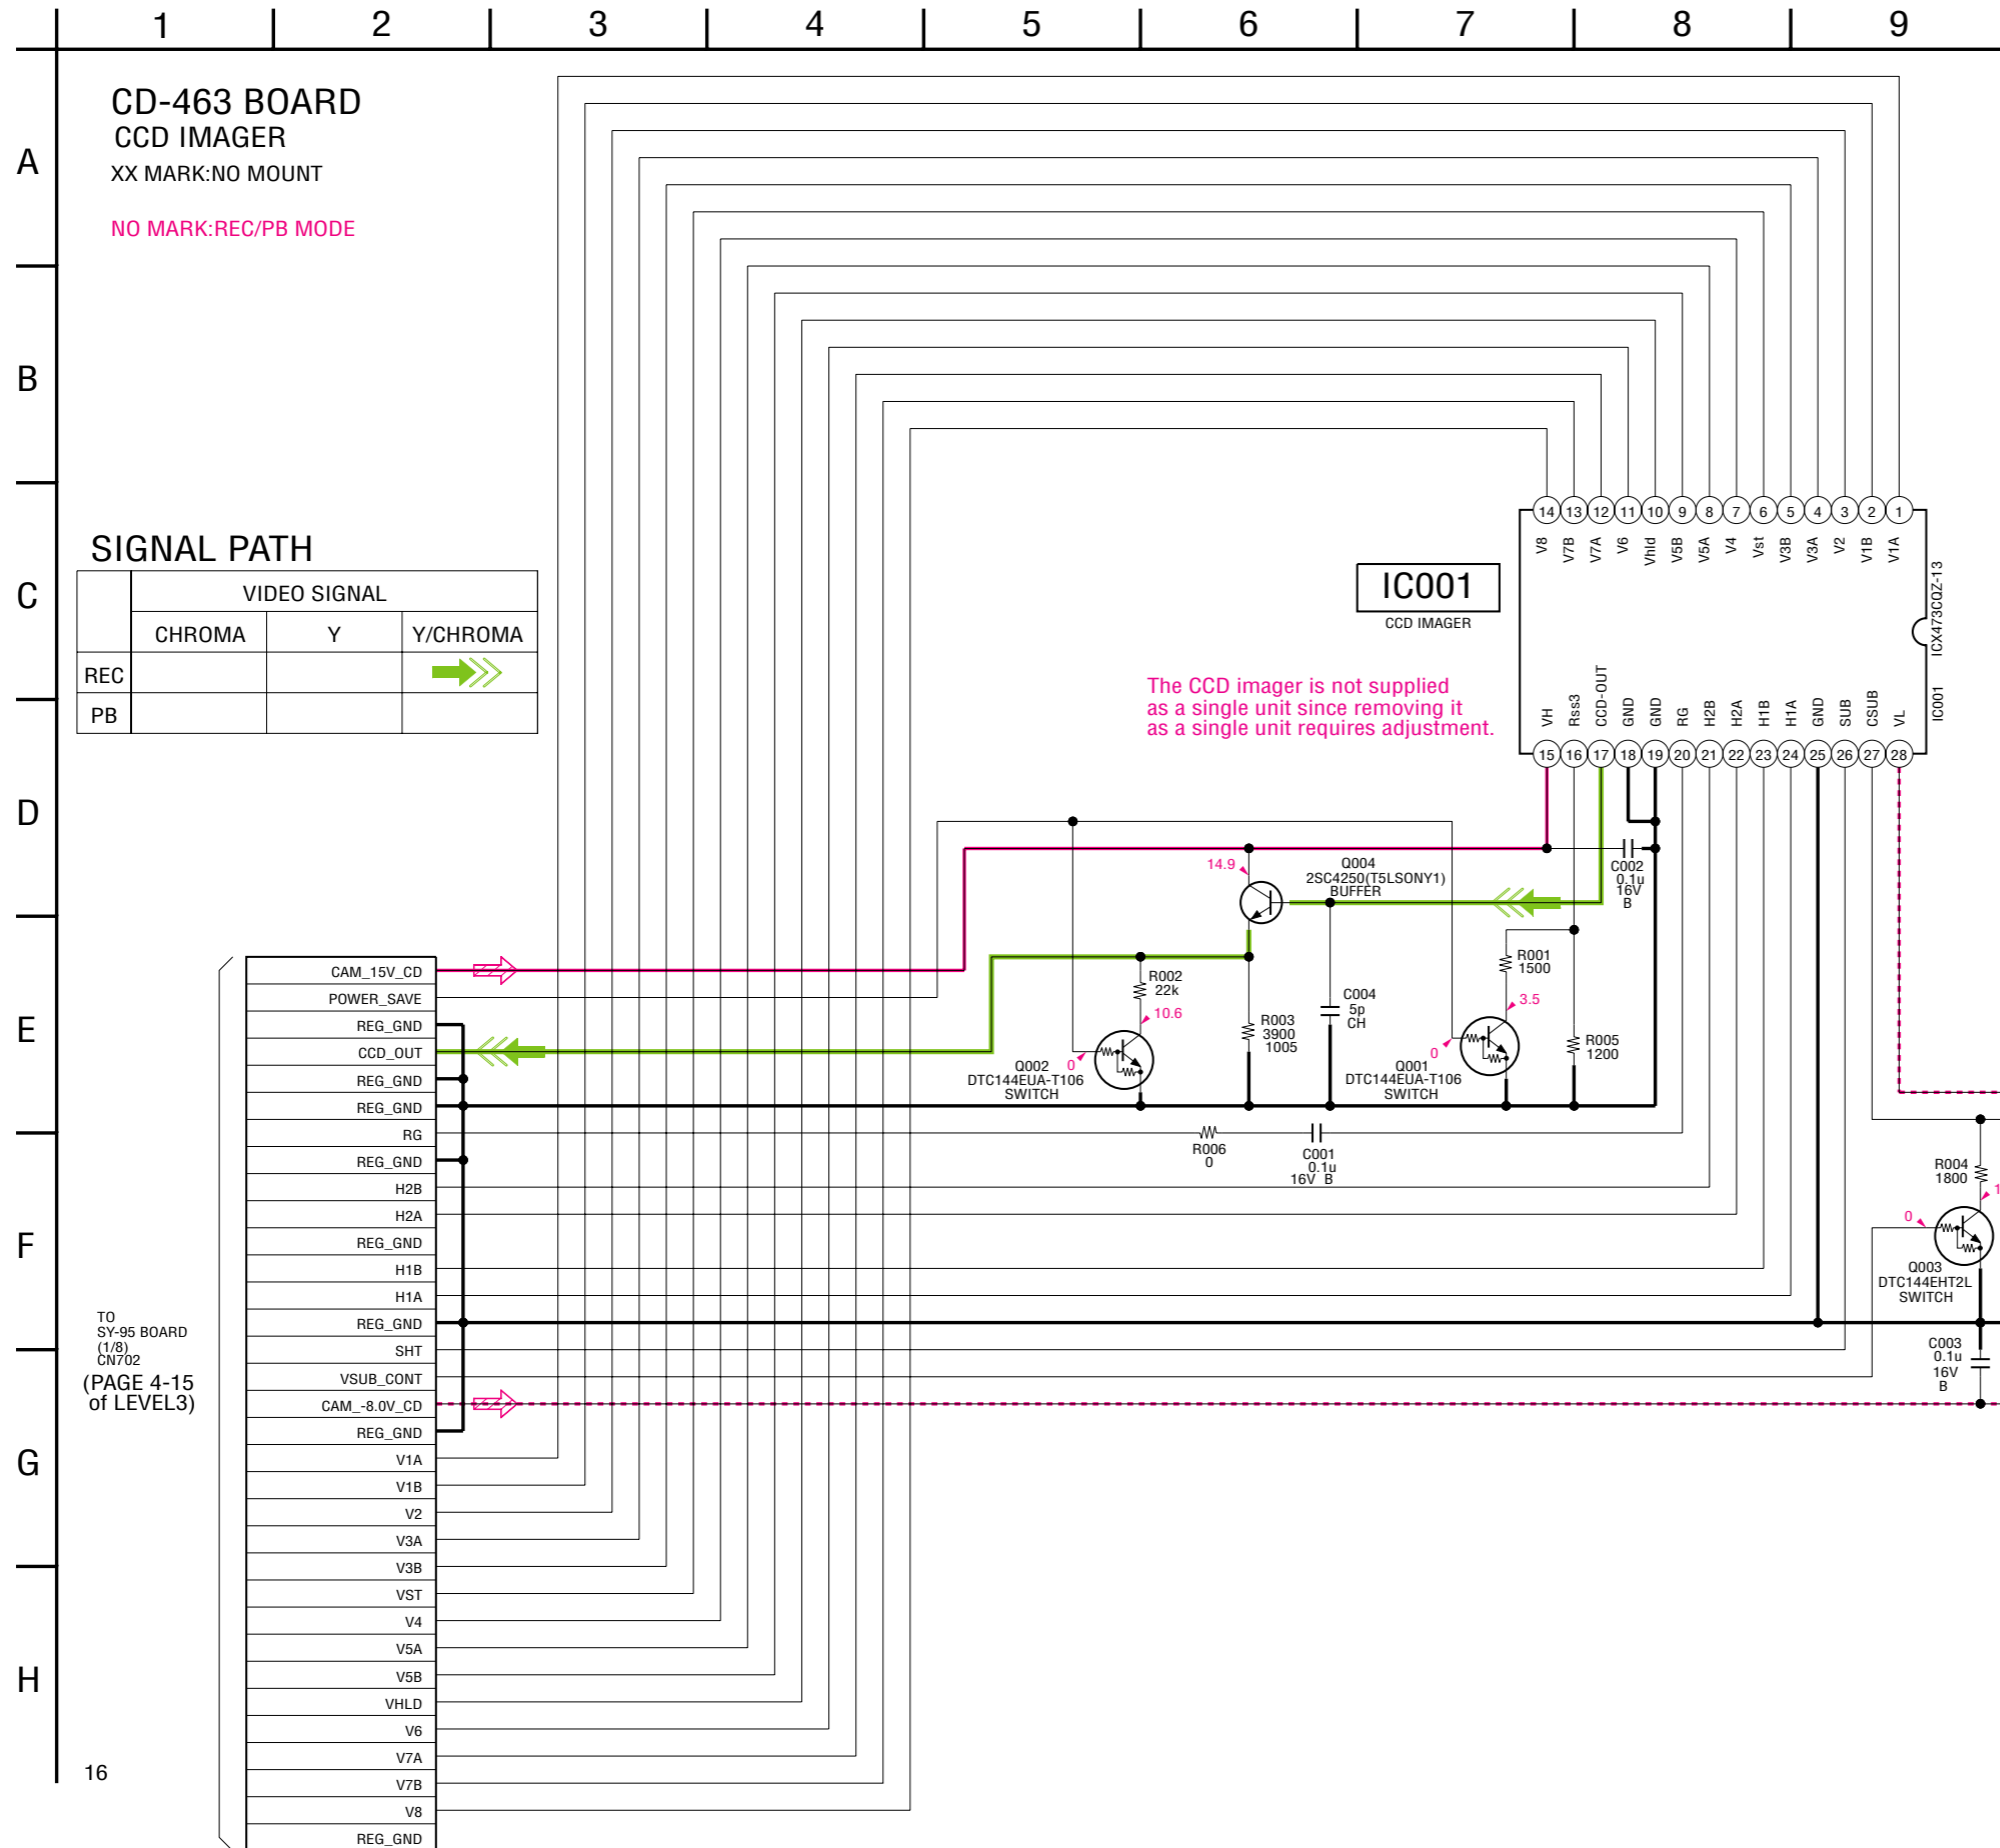 1 2 3 4 5 6 7 8 9
A
B
C
D
E
F
G
H
CD-463 BOARD
CCD IMAGER
XX MARK:NO MOUNT
NO MARK:REC/PB MODE
SIGNAL PATH
VIDEO SIGNAL
CHROMA Y Y/CHROMA
REC
PB
14 13 12 11 10 9 8 7 6 5 4 3 2 1
V8 V7B V7A V6 Vhld V5B V5A V4 Vst V3B V3A V2 V1B V1A
IC001
CCD IMAGER
ICX473CQZ-13
IC001
VH Rss3 CCD-OUT GND GND RG H2B H2A H1B H1A GND SUB CSUB VL
15 16 17 18 19 20 21 22 23 24 25 26 27 28
The CCD imager is not supplied
as a single unit since removing it
as a single unit requires adjustment.
14.9
Q004
2SC4250(T5LSONY1)
BUFFER
C002
0.1u
16V
B
R001
1500
3.5
R002
22k
10.6
C004
5p
CH
R003
3900
1005
R005
1200
0
Q002
DTC144EUA-T106
SWITCH
0
Q001
DTC144EUA-T106
SWITCH
R006
0
C001
0.1u
16V B
R004
1800
1
0
Q003
DTC144EHT2L
SWITCH
C003
0.1u
16V
B
CAM_15V_CD
POWER_SAVE
REG_GND
CCD_OUT
REG_GND
REG_GND
RG
REG_GND
H2B
H2A
REG_GND
H1B
H1A
REG_GND
SHT
VSUB_CONT
CAM_-8.0V_CD
REG_GND
V1A
V1B
V2
V3A
V3B
VST
V4
V5A
V5B
VHLD
V6
V7A
V7B
V8
REG_GND
TO
SY-95 BOARD
(1/8)
CN702
(PAGE 4-15
of LEVEL3)
16